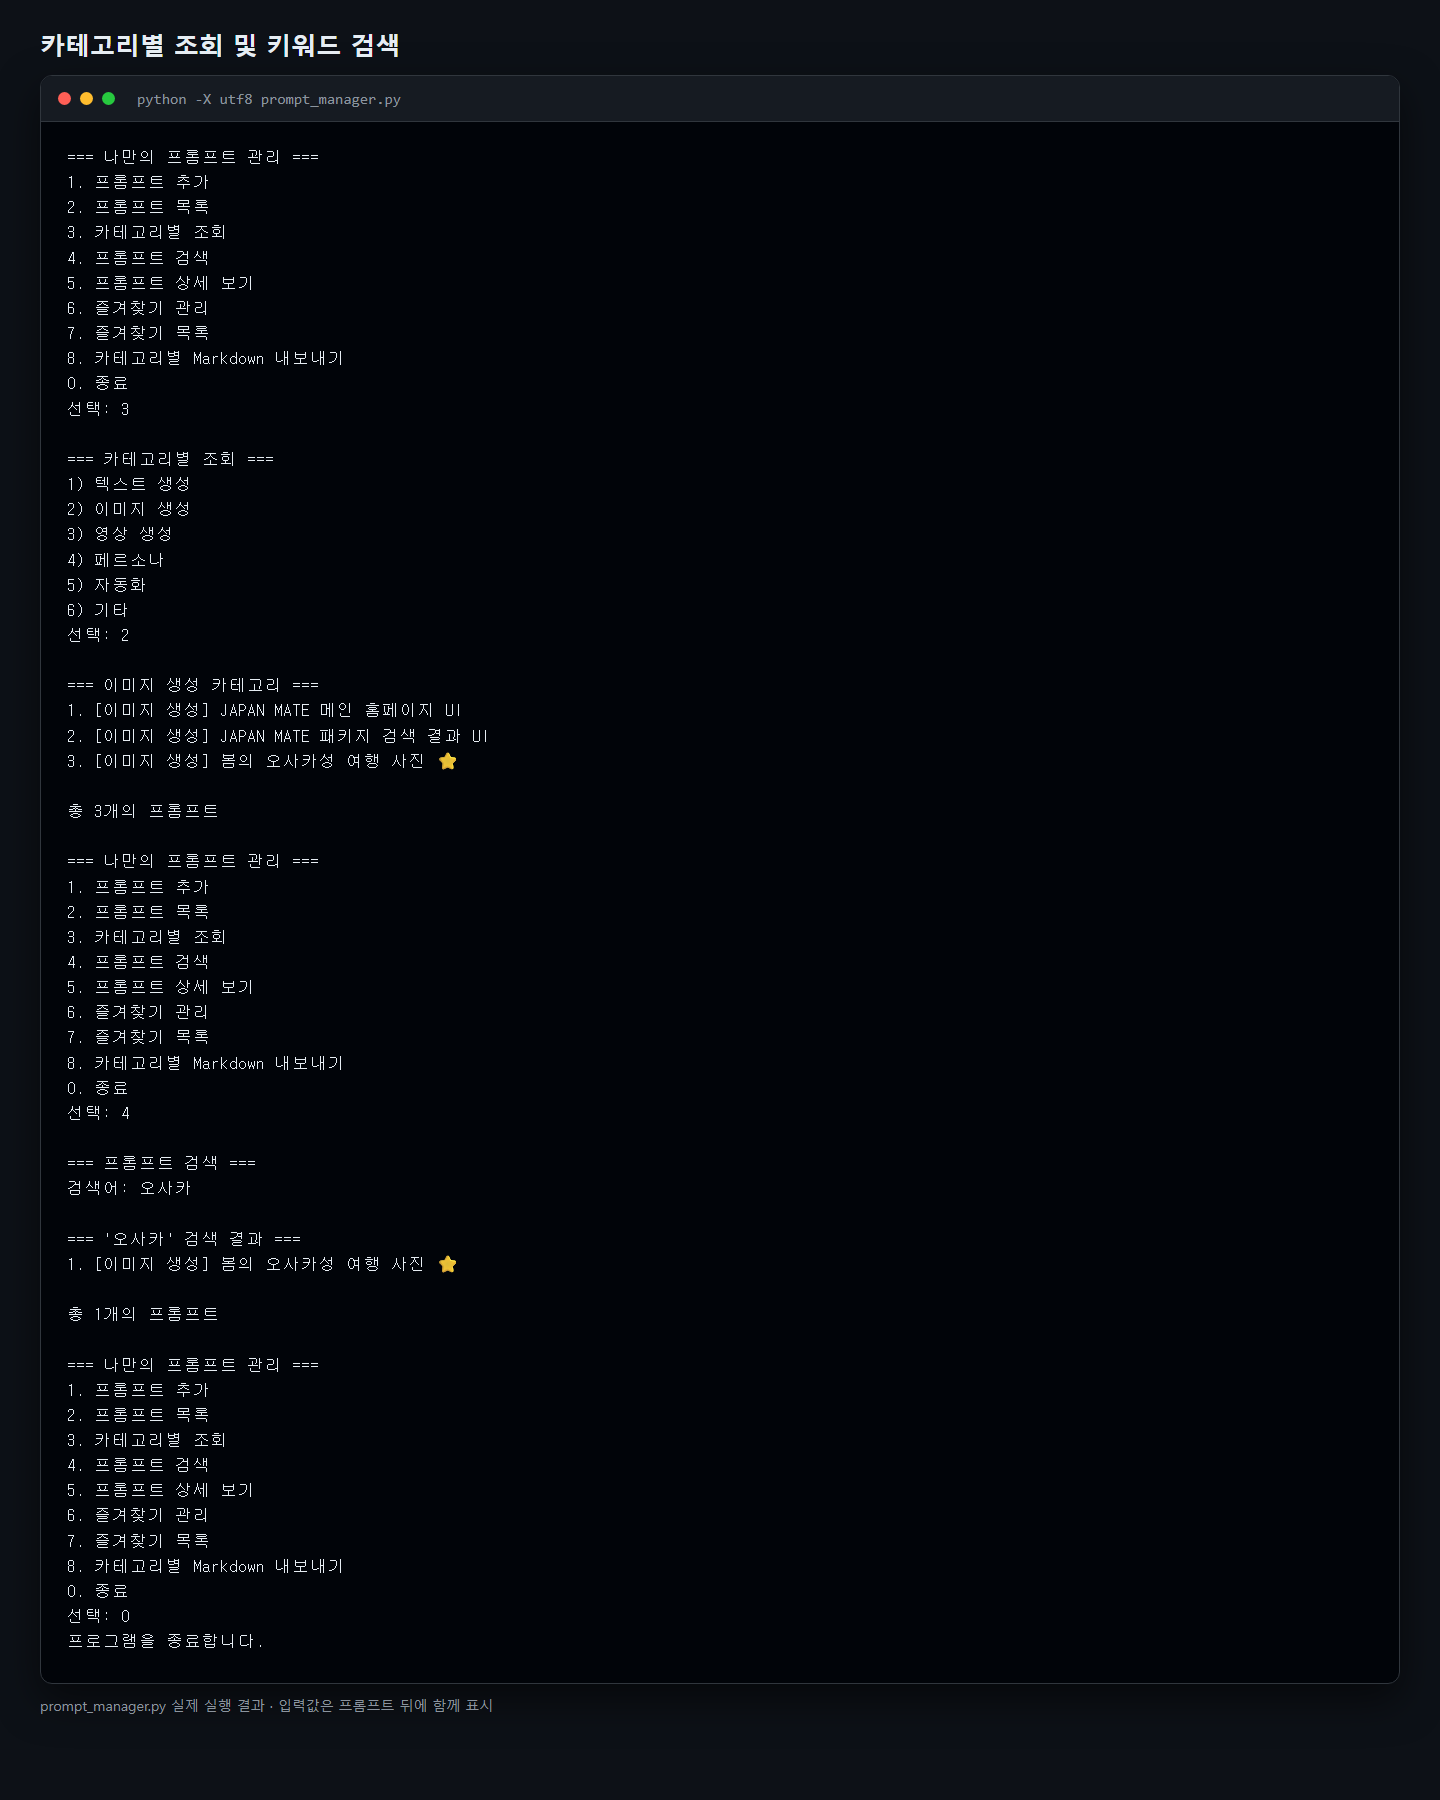 카테고리별 조회 및 키워드 검색
python -X utf8 prompt_manager.py
=== 나만의 프롬프트 관리 ===
1. 프롬프트 추가
2. 프롬프트 목록
3. 카테고리별 조회
4. 프롬프트 검색
5. 프롬프트 상세 보기
6. 즐겨찾기 관리
7. 즐겨찾기 목록
8. 카테고리별 Markdown 내보내기
0. 종료
선택: 3
=== 카테고리별 조회 ===
1) 텍스트 생성
2) 이미지 생성
3) 영상 생성
4) 페르소나
5) 자동화
6) 기타
선택: 2
=== 이미지 생성 카테고리 ===
1. [이미지 생성] JAPAN MATE 메인 홈페이지 UI
2. [이미지 생성] JAPAN MATE 패키지 검색 결과 UI
3. [이미지 생성] 봄의 오사카성 여행 사진 ⭐
총 3개의 프롬프트
=== 나만의 프롬프트 관리 ===
1. 프롬프트 추가
2. 프롬프트 목록
3. 카테고리별 조회
4. 프롬프트 검색
5. 프롬프트 상세 보기
6. 즐겨찾기 관리
7. 즐겨찾기 목록
8. 카테고리별 Markdown 내보내기
0. 종료
선택: 4
=== 프롬프트 검색 ===
검색어: 오사카
=== '오사카' 검색 결과 ===
1. [이미지 생성] 봄의 오사카성 여행 사진 ⭐
총 1개의 프롬프트
=== 나만의 프롬프트 관리 ===
1. 프롬프트 추가
2. 프롬프트 목록
3. 카테고리별 조회
4. 프롬프트 검색
5. 프롬프트 상세 보기
6. 즐겨찾기 관리
7. 즐겨찾기 목록
8. 카테고리별 Markdown 내보내기
0. 종료
선택: 0
프로그램을 종료합니다.
prompt_manager.py 실제 실행 결과 · 입력값은 프롬프트 뒤에 함께 표시